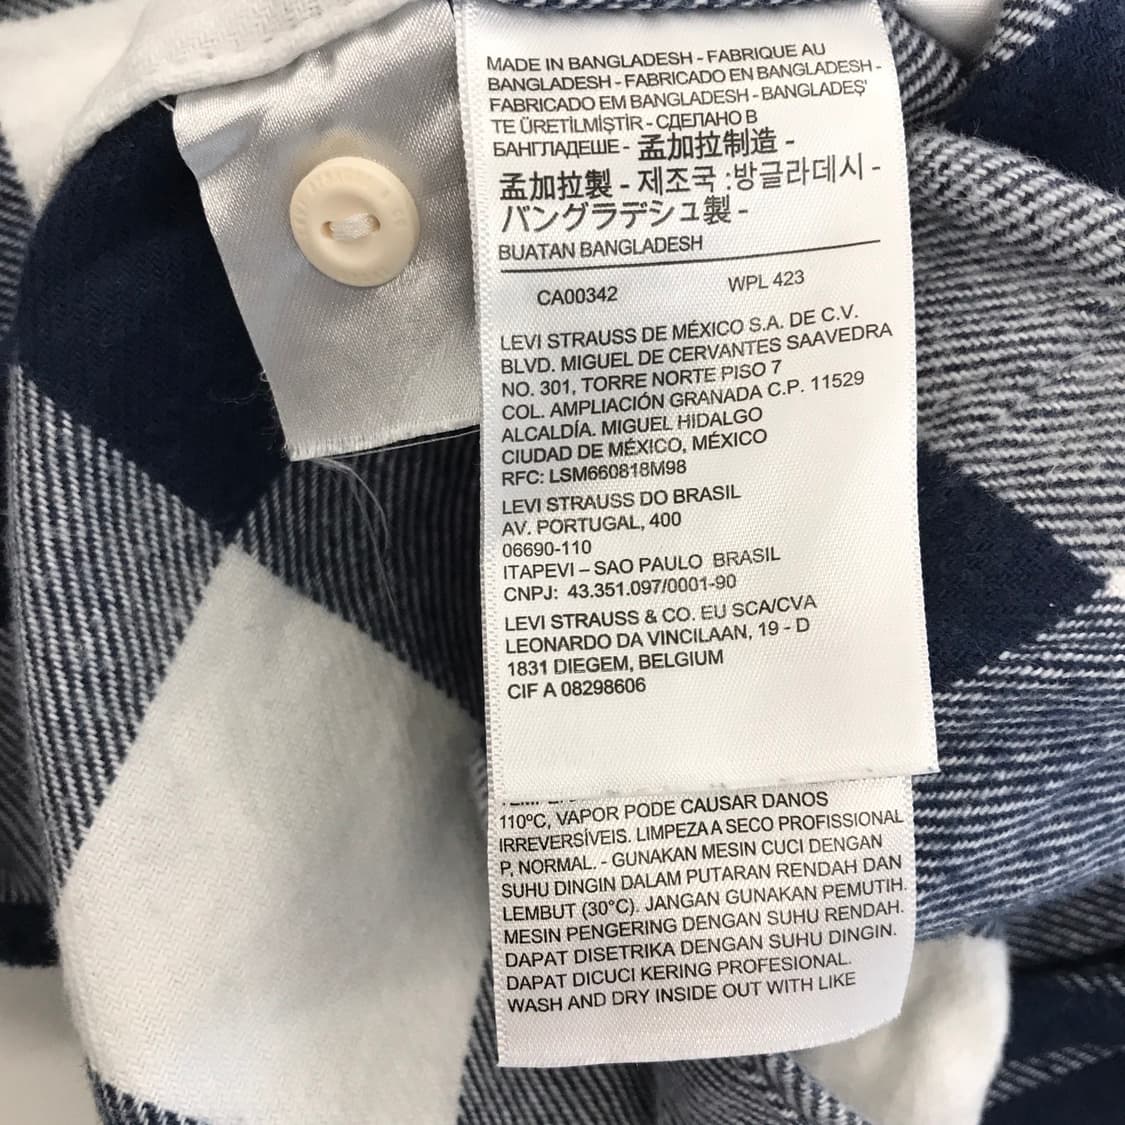 MADE IN BANGLADESH - FABRIQUE AU
BANGLADESH - FABRICADO EN BANGLADESH -
FABRICADO EM BANGLADESH - BANGLADEŞ'
TE ÜRETİLMİŞTİR - СДЕЛАНО В
БАНГЛАДЕШЕ - 孟加拉制造 -
孟加拉製 - 제조국 :방글라데시 -
バングラデシュ製 -
BUATAN BANGLADESH
CA00342 WPL 423
LEVI STRAUSS DE MÉXICO S.A. DE C.V.
BLVD. MIGUEL DE CERVANTES SAAVEDRA
NO. 301, TORRE NORTE PISO 7
COL. AMPLIACIÓN GRANADA C.P. 11529
ALCALDÍA. MIGUEL HIDALGO
CIUDAD DE MÉXICO, MÉXICO
RFC: LSM660818M98
LEVI STRAUSS DO BRASIL
AV. PORTUGAL, 400
06690-110
ITAPEVI – SAO PAULO BRASIL
CNPJ: 43.351.097/0001-90
LEVI STRAUSS & CO. EU SCA/CVA
LEONARDO DA VINCILAAN, 19 - D
1831 DIEGEM, BELGIUM
CIF A 08298606
110ºC, VAPOR PODE CAUSAR DANOS
IRREVERSÍVEIS. LIMPEZA A SECO PROFISSIONAL
P, NORMAL. - GUNAKAN MESIN CUCI DENGAN
SUHU DINGIN DALAM PUTARAN RENDAH DAN
LEMBUT (30°C). JANGAN GUNAKAN PEMUTIH.
MESIN PENGERING DENGAN SUHU RENDAH.
DAPAT DISETRIKA DENGAN SUHU DINGIN.
DAPAT DICUCI KERING PROFESIONAL.
WASH AND DRY INSIDE OUT WITH LIKE